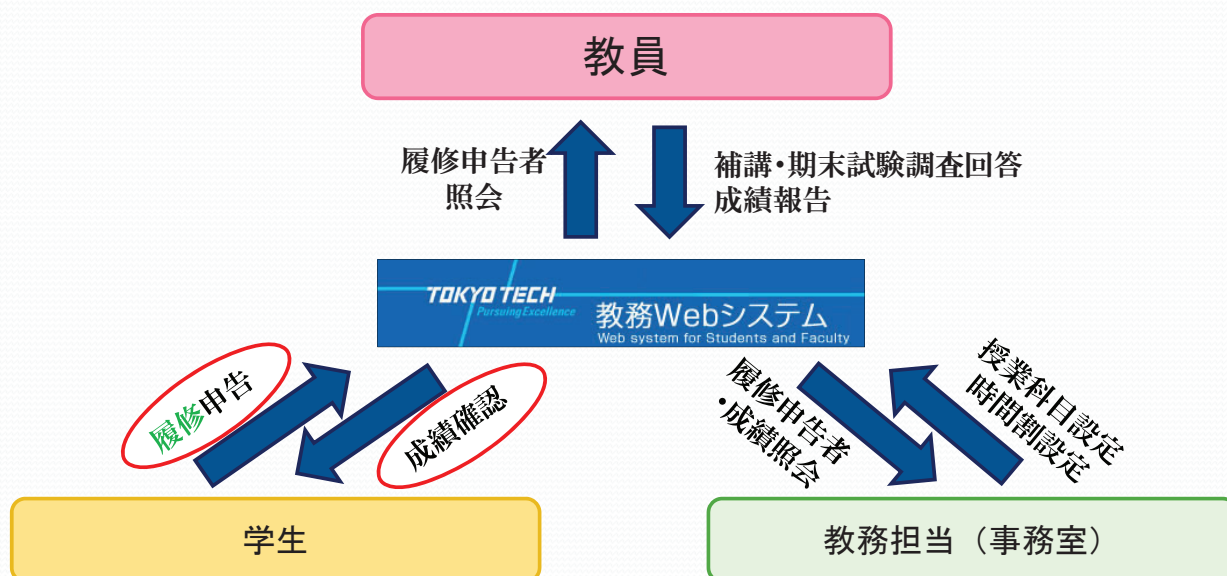 教員
履修申告者
照会
補講・期末試験調査回答
成績報告
TOKYO TECH
Pursuing Excellence
教務Webシステム
Web system for Students and Faculty
履修申告
成績確認
履修申告者
・成績照会
授業科目設定
時間割設定
学生
教務担当（事務室）